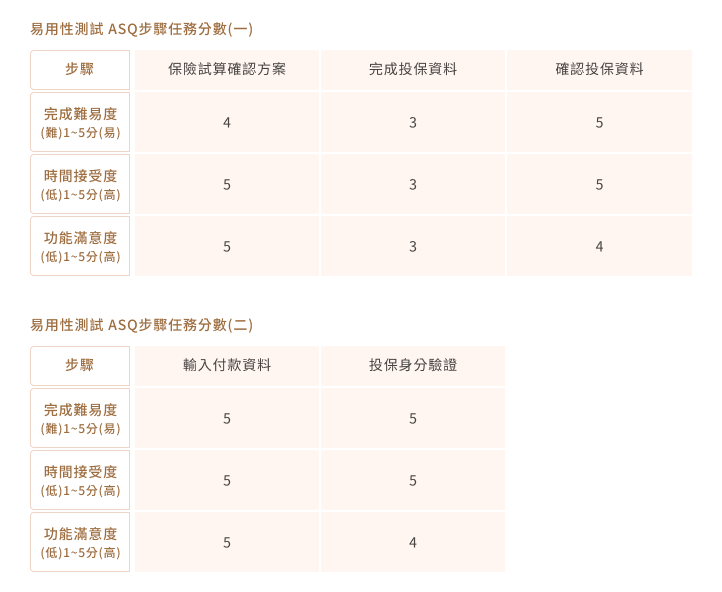 易用性測試 ASQ步驟任務分數(一)
步驟 保險試算確認方案 完成投保資料 確認投保資料
完成難易度
(難)1~5分(易) 4 3 5
時間接受度
(低)1~5分(高) 5 3 5
功能滿意度
(低)1~5分(高) 5 3 4
易用性測試 ASQ步驟任務分數(二)
步驟 輸入付款資料 投保身分驗證
完成難易度
(難)1~5分(易) 5 5
時間接受度
(低)1~5分(高) 5 5
功能滿意度
(低)1~5分(高) 5 4